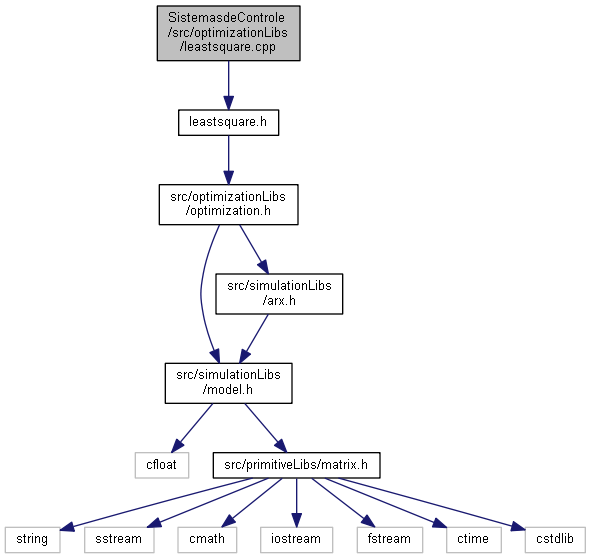 SistemasdeControle
/src/optimizationLibs
/leastsquare.cpp
leastsquare.h
src/optimizationLibs
/optimization.h
src/simulationLibs
/arx.h
src/simulationLibs
/model.h
cfloat
src/primitiveLibs/matrix.h
string
sstream
cmath
iostream
fstream
ctime
cstdlib